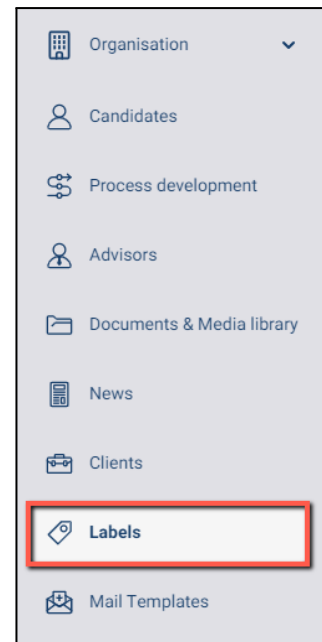 Organisation
Candidates
Process development
Advisors
Documents & Media library
News
Clients
Labels
Mail Templates